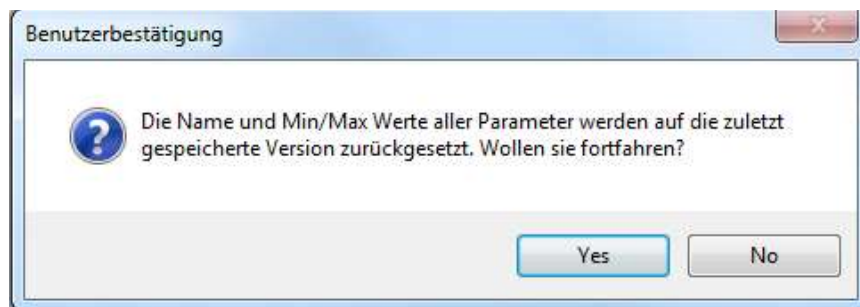 Benutzerbestätigung
Die Name und Min/Max Werte aller Parameter werden auf die zuletzt
gespeicherte Version zurückgesetzt. Wollen sie fortfahren?
Yes No